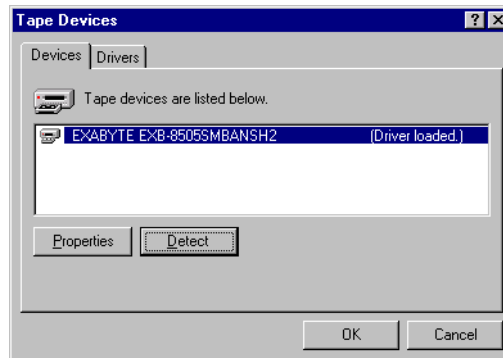 Tape Devices
Devices Drivers
Tape devices are listed below.
EXABYTE EXB-8505SMBANSH2 (Driver loaded.)
Properties Detect
OK Cancel